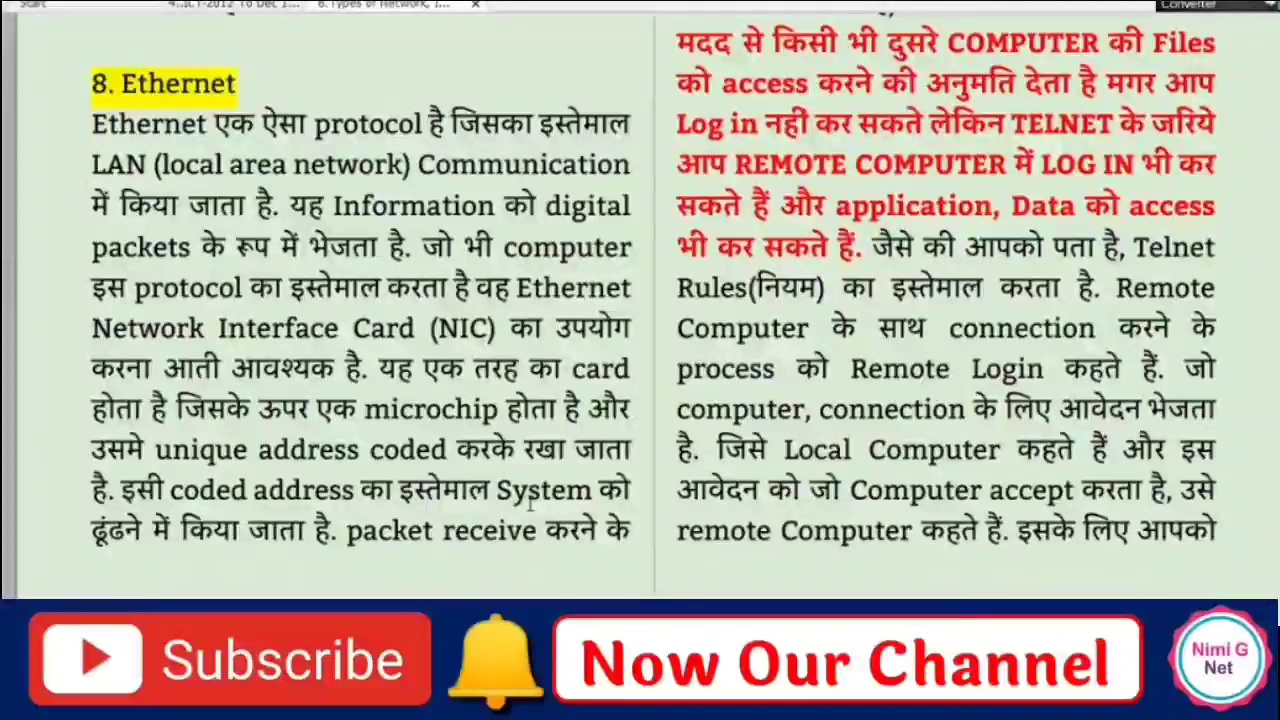 Start
8. Ethernet
Ethernet एक ऐसा protocol है जिसका इस्तेमाल
LAN (local area network) Communication
में किया जाता है. यह Information को digital
packets के रूप में भेजता है. जो भी computer
इस protocol का इस्तेमाल करता है वह Ethernet
Network Interface Card (NIC) का उपयोग
करना आती आवश्यक है. यह एक तरह का card
होता है जिसके ऊपर एक microchip होता है और
उसमे unique address coded करके रखा जाता
है. इसी coded address का इस्तेमाल System को
ढूंढने में किया जाता है. packet receive करने के
Converter
मदद से किसी भी दुसरे COMPUTER की Files
को access करने की अनुमति देता है मगर आप
Log in नहीं कर सकते लेकिन TELNET के जरिये
आप REMOTE COMPUTER में LOG IN भी कर
सकते हैं और application, Data को access
भी कर सकते हैं. जैसे की आपको पता है, Telnet
Rules(नियम) का इस्तेमाल करता है. Remote
Computer के साथ connection करने के
process को Remote Login कहते हैं. जो
computer, connection के लिए आवेदन भेजता
है. जिसे Local Computer कहते हैं और इस
आवेदन को जो Computer accept करता है, उसे
remote Computer कहते हैं. इसके लिए आपको
Subscribe
Now Our Channel
Nimi G
Net